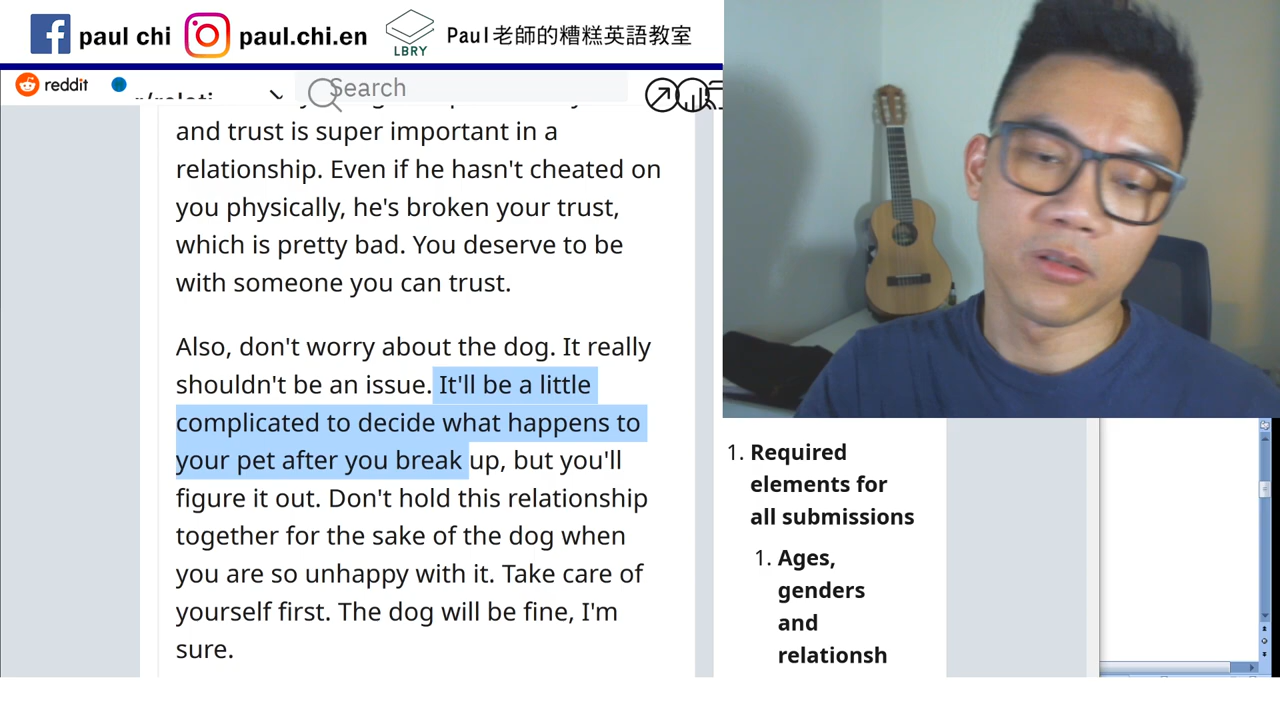 paul chi
paul.chi.en
LBRY
Paul老師的糟糕英語教室
reddit
Search
and trust is super important in a
relationship. Even if he hasn't cheated on
you physically, he's broken your trust,
which is pretty bad. You deserve to be
with someone you can trust.
Also, don't worry about the dog. It really
shouldn't be an issue. It'll be a little
complicated to decide what happens to
your pet after you break up, but you'll
figure it out. Don't hold this relationship
together for the sake of the dog when
you are so unhappy with it. Take care of
yourself first. The dog will be fine, I'm
sure.
1. Required
elements for
all submissions
1. Ages,
genders
and
relationsh